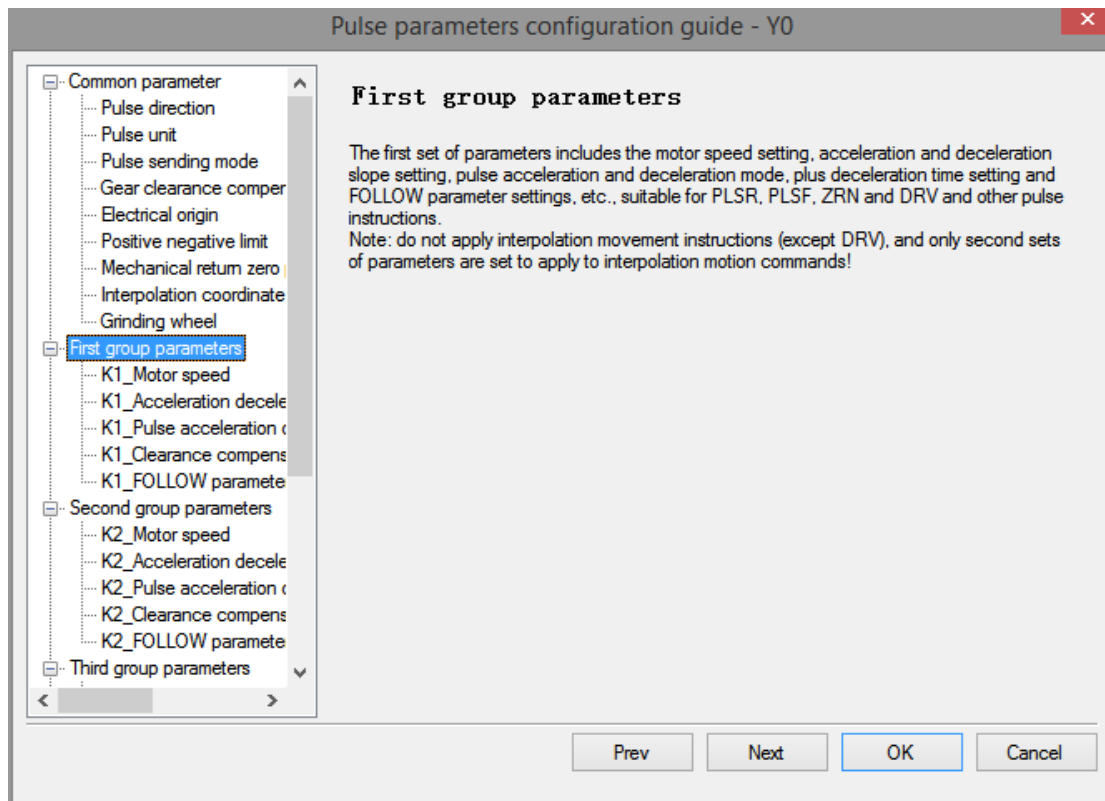 Pulse parameters configuration guide - Y0
Common parameter
Pulse direction
Pulse unit
Pulse sending mode
Gear clearance comper
Electrical origin
Positive negative limit
Mechanical return zero
Interpolation coordinate
Grinding wheel
First group parameters
K1_Motor speed
K1_Acceleration decele
K1_Pulse acceleration
K1_Clearance compens
K1_FOLLOW paramete
Second group parameters
K2_Motor speed
K2_Acceleration decele
K2_Pulse acceleration
K2_Clearance compens
K2_FOLLOW paramete
Third group parameters
First group parameters
The first set of parameters includes the motor speed setting, acceleration and deceleration
slope setting, pulse acceleration and deceleration mode, plus deceleration time setting and
FOLLOW parameter settings, etc., suitable for PLSR, PLSF, ZRN and DRV and other pulse
instructions.
Note: do not apply interpolation movement instructions (except DRV), and only second sets
of parameters are set to apply to interpolation motion commands!
Prev
Next
OK
Cancel